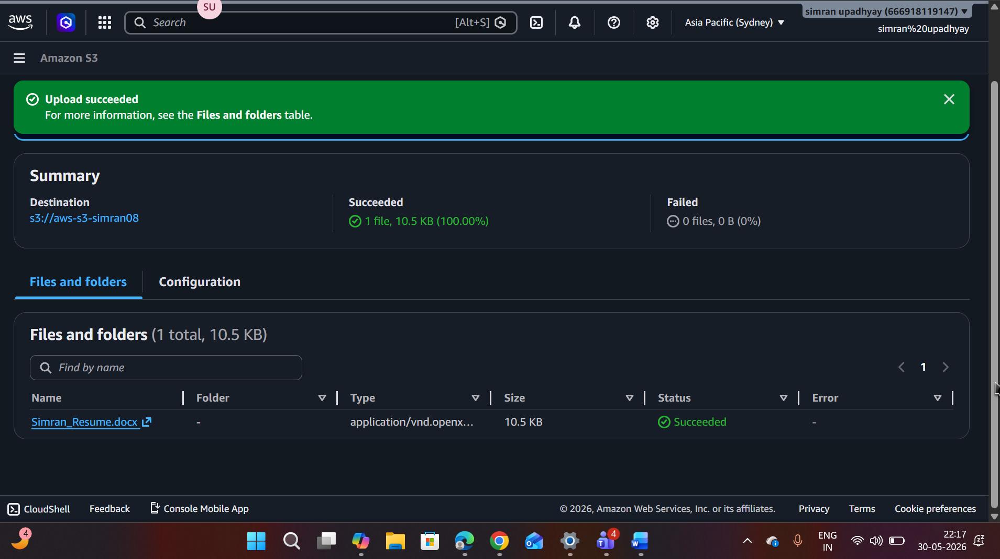 SU
aws
Search
[Alt+S]
Asia Pacific (Sydney)
simran upadhyay (666918119147)
simran%20upadhyay
Amazon S3
Upload succeeded
For more information, see the Files and folders table.
Summary
Destination
s3://aws-s3-simran08
Succeeded
1 file, 10.5 KB (100.00%)
Failed
0 files, 0 B (0%)
Files and folders
Configuration
Files and folders (1 total, 10.5 KB)
Find by name
1
Name Folder Type Size Status Error
Simran_Resume.docx - application/vnd.openx... 10.5 KB Succeeded -
CloudShell Feedback Console Mobile App © 2026, Amazon Web Services, Inc. or its affiliates. Privacy Terms Cookie preferences
4
O
4
T
W
ENG
IN
22:17
30-05-2026